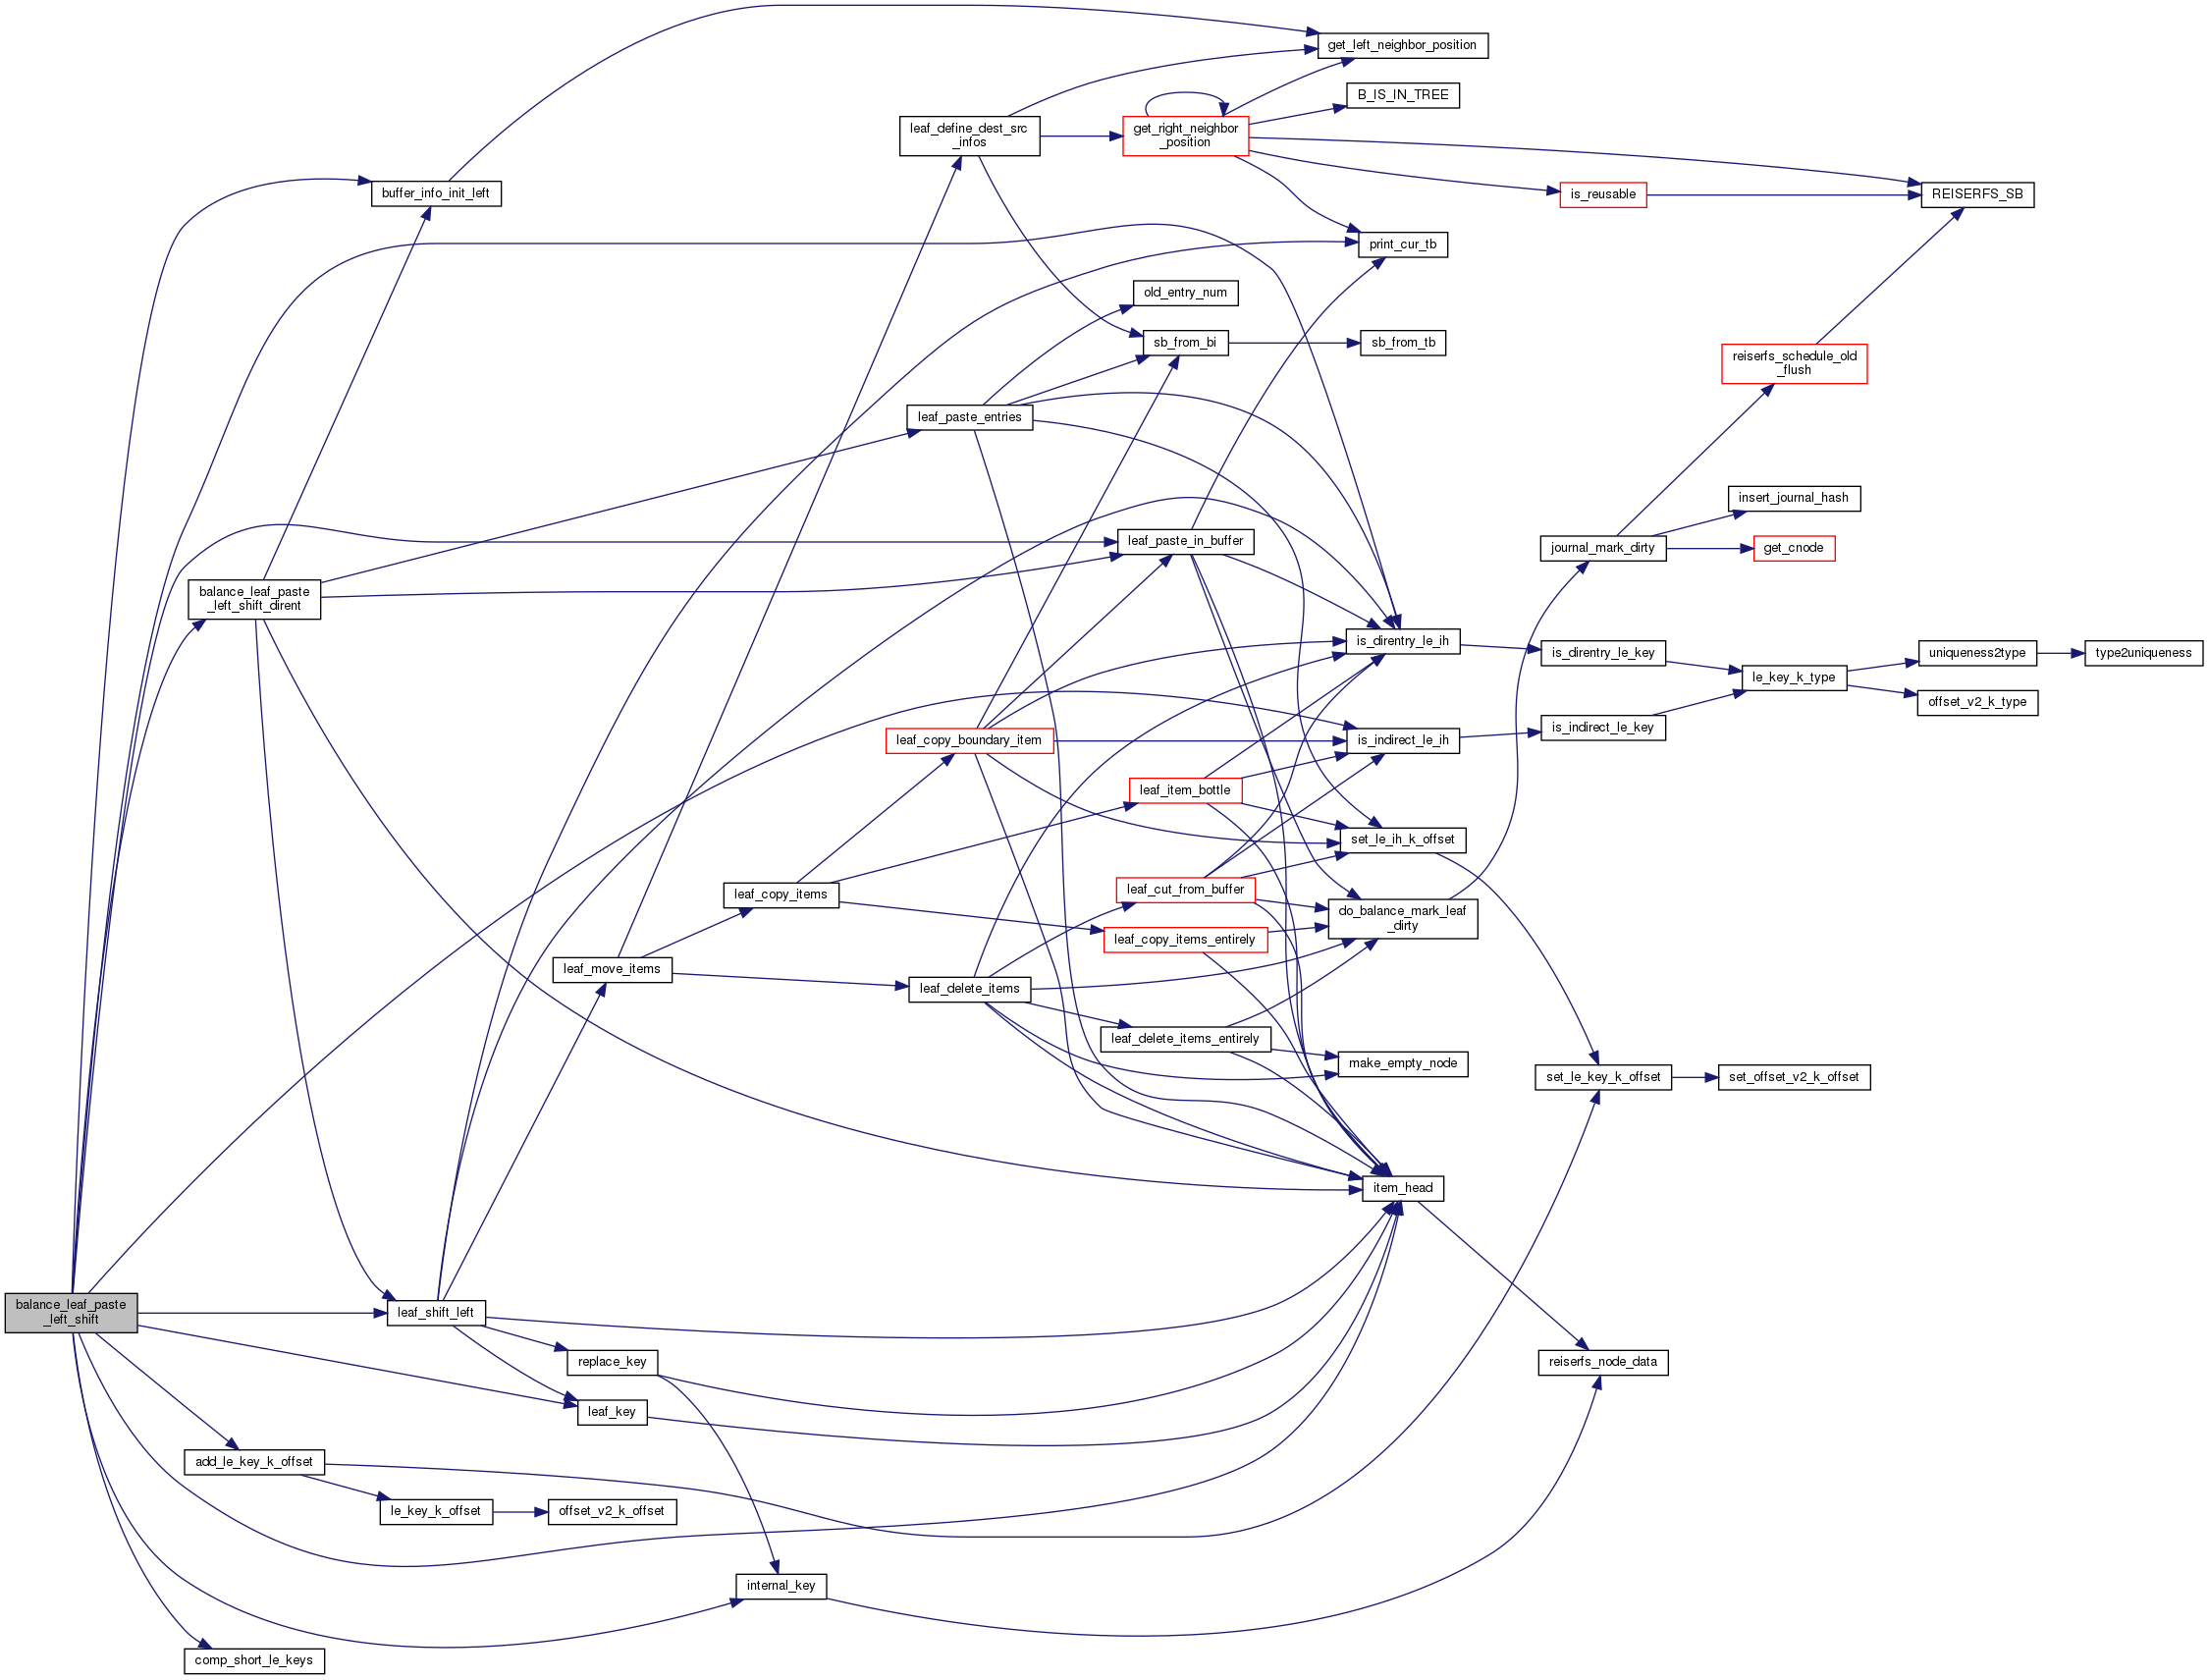 get_left_neighbor_position
B_IS_IN_TREE
leaf_define_dest_src
_infos
get_right_neighbor
_position
buffer_info_init_left
is_reusable
REISERFS_SB
print_cur_tb
old_entry_num
sb_from_bi
sb_from_tb
reiserfs_schedule_old
_flush
leaf_paste_entries
insert_journal_hash
leaf_paste_in_buffer
journal_mark_dirty
get_cnode
balance_leaf_paste
_left_shift_dirent
is_direntry_le_ih
is_direntry_le_key
uniqueness2type
type2uniqueness
le_key_k_type
offset_v2_k_type
is_indirect_le_key
leaf_copy_boundary_item
is_indirect_le_ih
leaf_item_bottle
set_le_ih_k_offset
leaf_copy_items
leaf_cut_from_buffer
do_balance_mark_leaf
_dirty
leaf_copy_items_entirely
leaf_move_items
leaf_delete_items
leaf_delete_items_entirely
make_empty_node
set_le_key_k_offset
set_offset_v2_k_offset
item_head
balance_leaf_paste
_left_shift
leaf_shift_left
replace_key
reiserfs_node_data
leaf_key
add_le_key_k_offset
le_key_k_offset
offset_v2_k_offset
internal_key
comp_short_le_keys